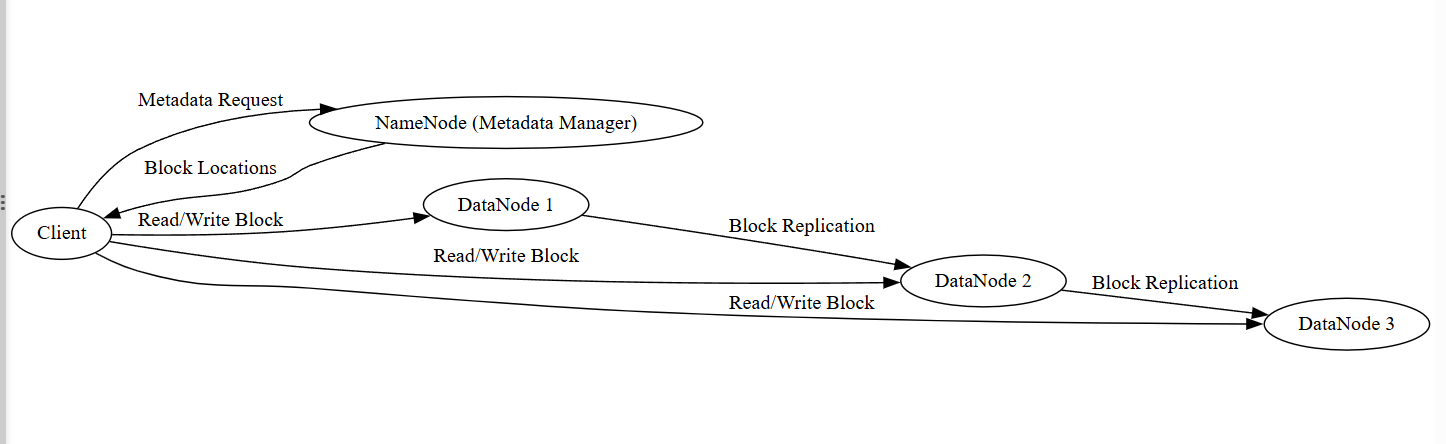 Metadata Request
NameNode (Metadata Manager)
Block Locations
DataNode 1
Read/Write Block
Client
Block Replication
Read/Write Block
DataNode 2
Block Replication
Read/Write Block
DataNode 3